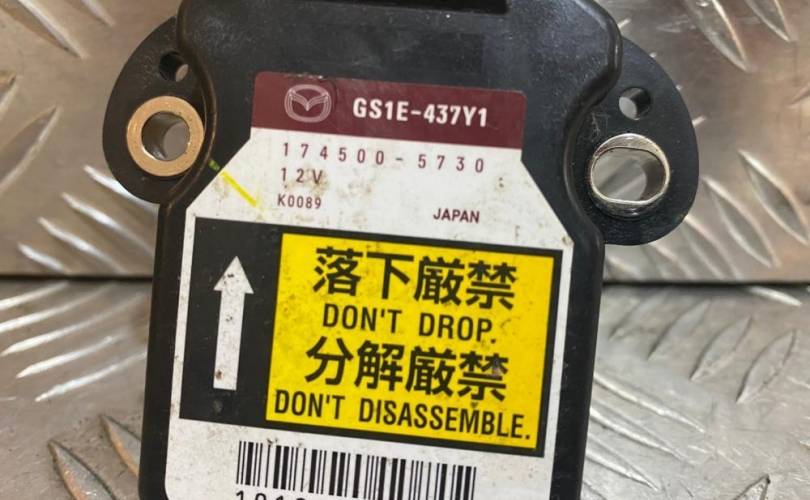 GS1E-437Y1
174500-5730
12V
K0089
JAPAN
落下厳禁
DON'T DROP.
分解厳禁
DON'T DISASSEMBLE.